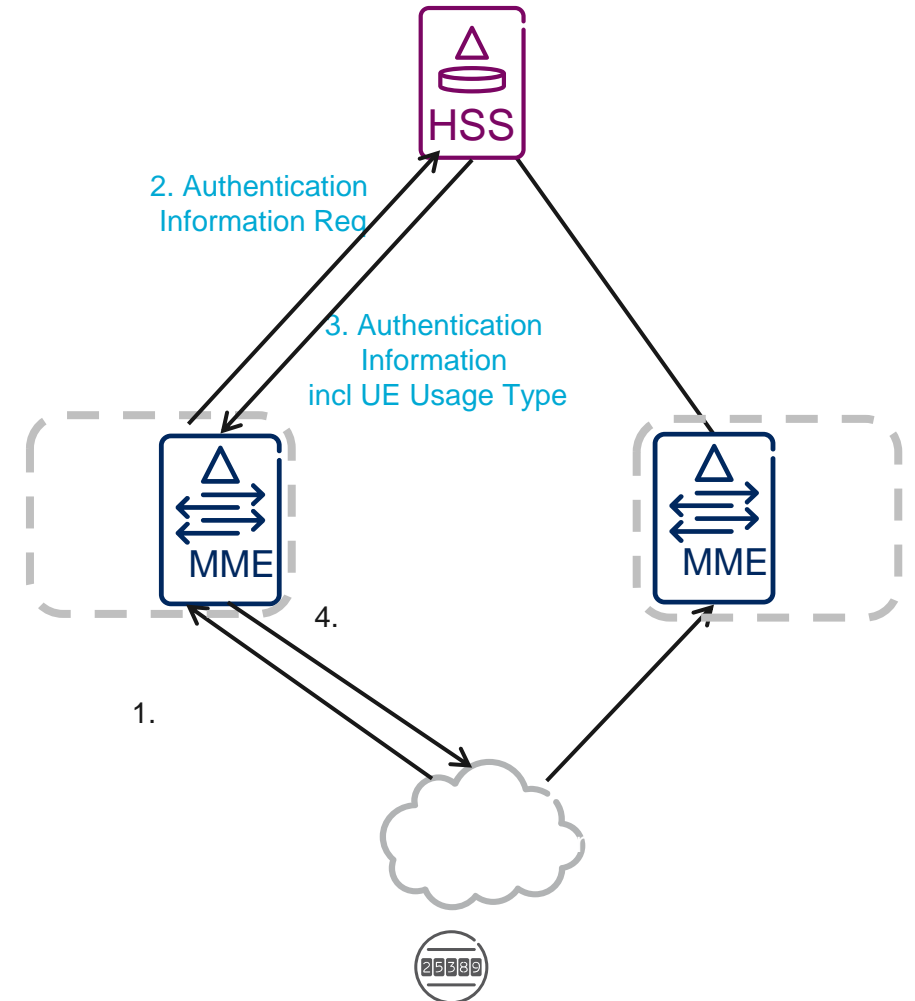 HSS
2. Authentication
Information Req
3. Authentication
Information
incl UE Usage Type
MME
MME
4.
1.
25389